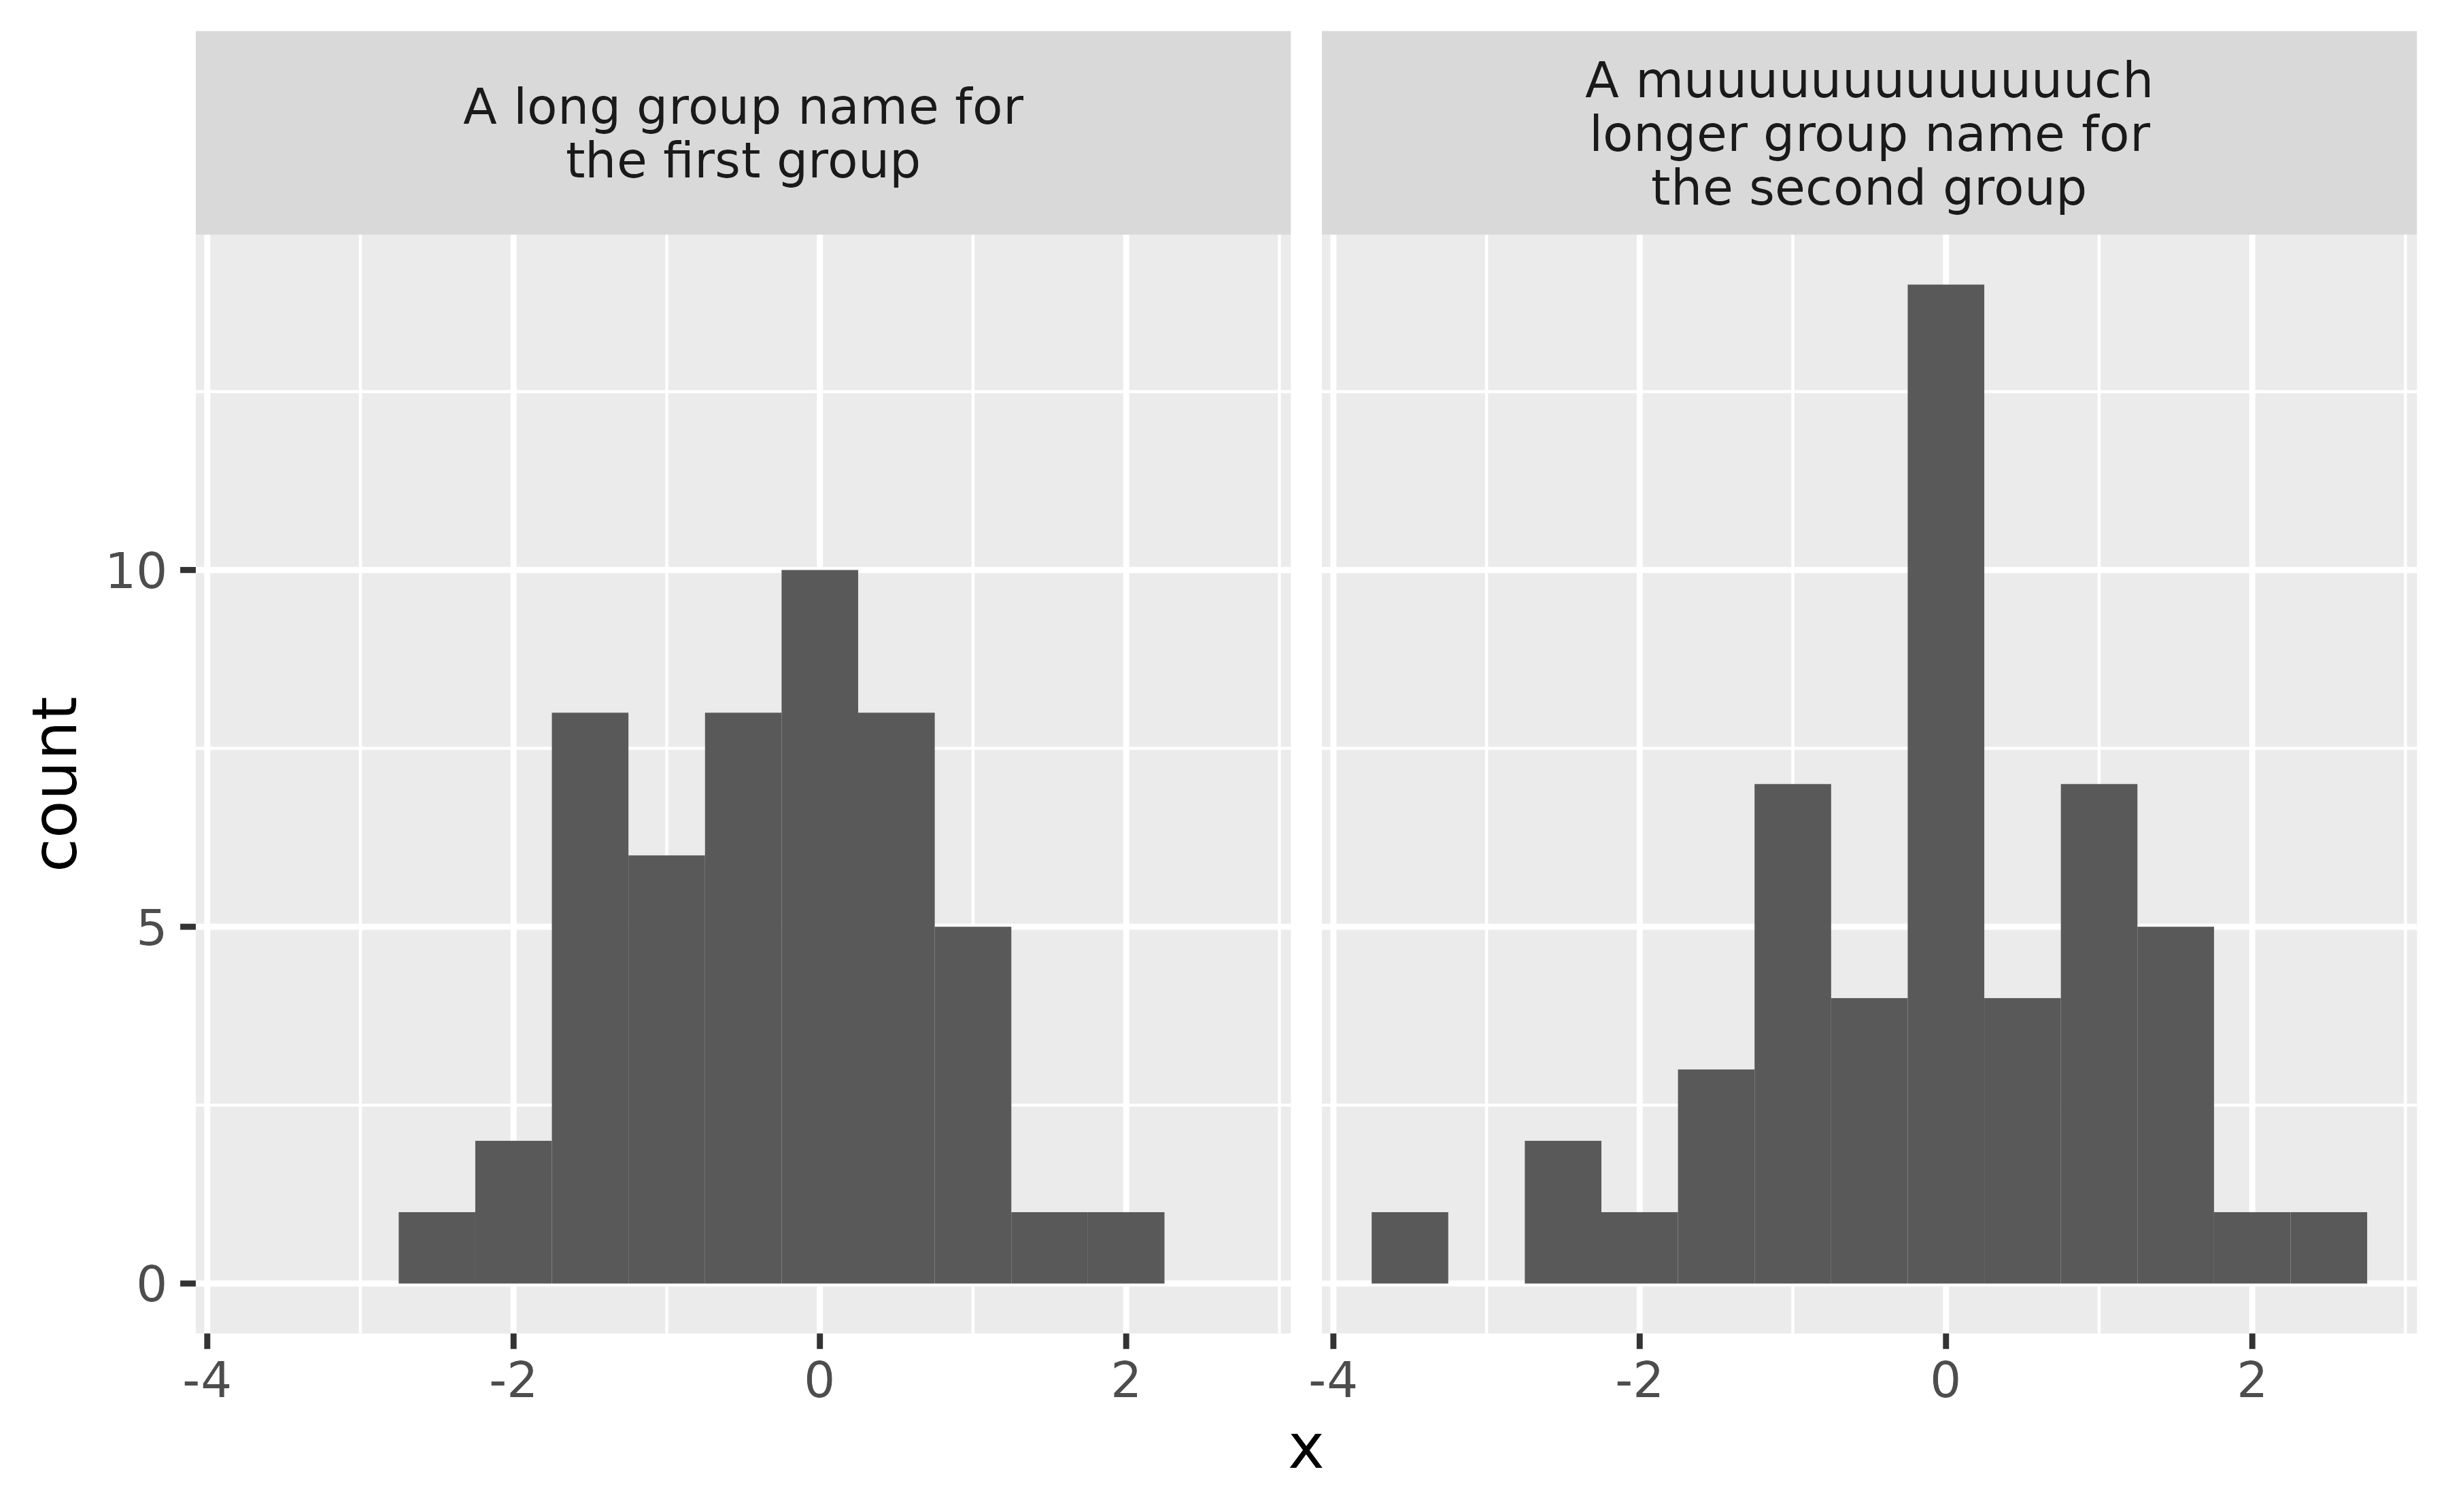 A long group name for
the first group
A muuuuuuuuuuuuuch
longer group name for
the second group
count
10
5
0
-4 -2 0 2
-4 -2 0 2
x